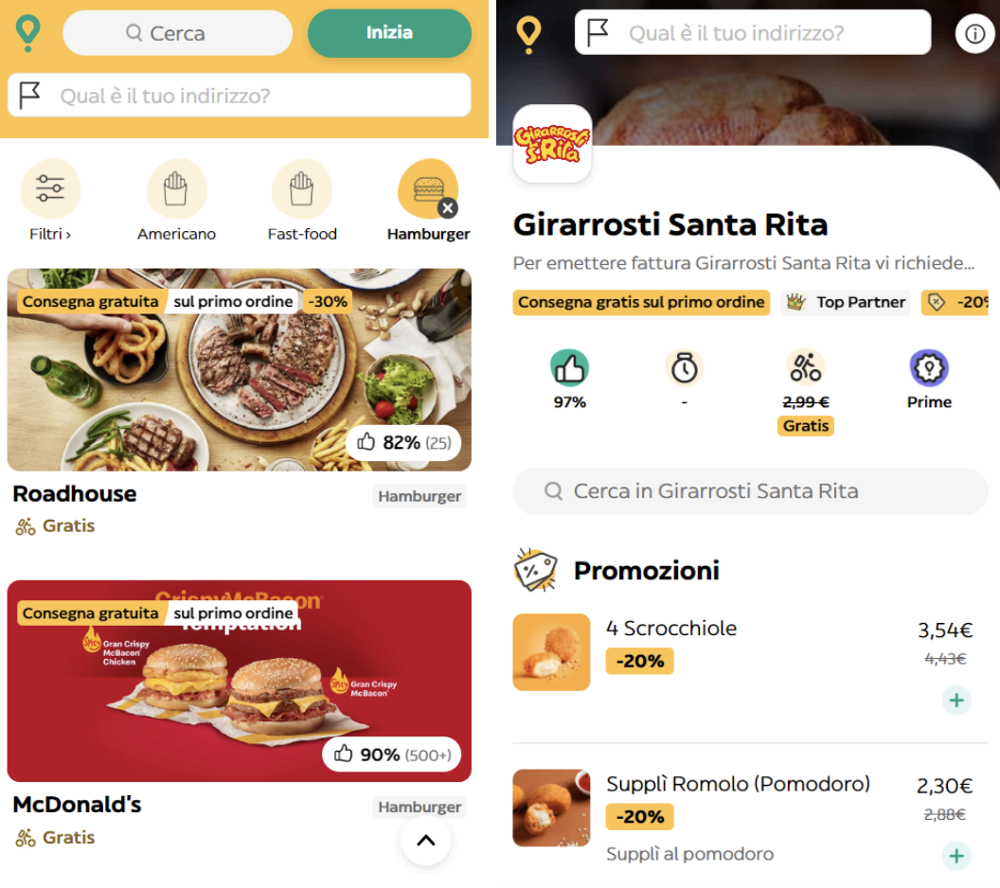 Cerca
Inizia
Qual è il tuo indirizzo?
Filtri ›
Americano
Fast-food
Hamburger
Consegna gratuita sul primo ordine -30%
82% (25)
Roadhouse
Hamburger
Gratis
CrispyMcBacon
Temptation
Consegna gratuita sul primo ordine
SPICY
Gran Crispy
McBacon
Chicken
SPICY
Gran Crispy
McBacon
90% (500+)
McDonald's
Hamburger
Gratis
Qual è il tuo indirizzo?
Girarrosti
S.Rita
Girarrosti Santa Rita
Per emettere fattura Girarrosti Santa Rita vi richiede...
Consegna gratis sul primo ordine
Top Partner
-20%
97%
-
2,99 €
Prime
Gratis
Cerca in Girarrosti Santa Rita
Promozioni
4 Scrocchiole
3,54€
-20%
4,43€
Supplì Romolo (Pomodoro)
2,30€
-20%
2,88€
Supplì al pomodoro